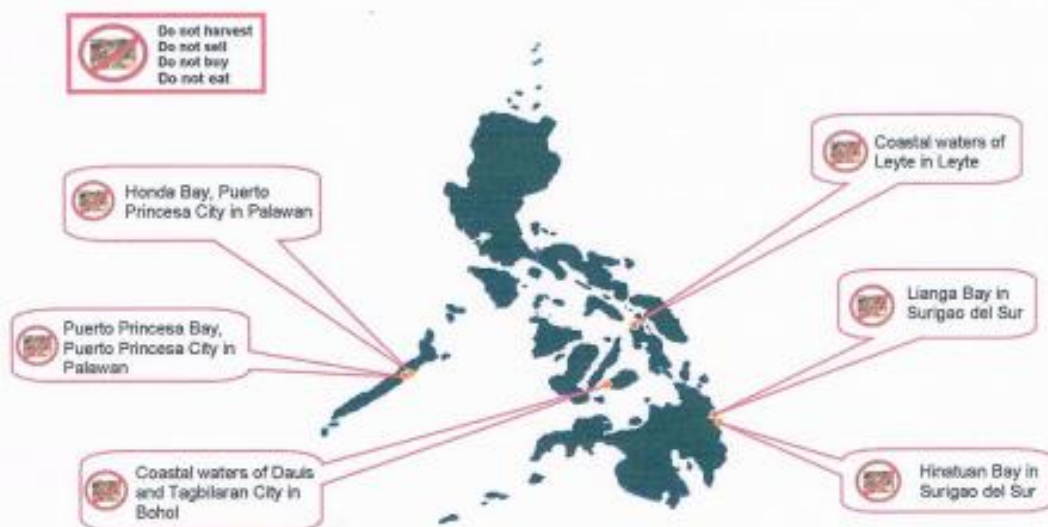 Do not harvest
Do not sell
Do not buy
Do not eat
Coastal waters of
Leyte in Leyte
Honda Bay, Puerto
Princesa City in Palawan
Lianga Bay in
Surigao del Sur
Puerto Princesa Bay,
Puerto Princesa City in
Palawan
Coastal waters of Dauis
and Tagbilaran City in
Bohol
Hinatuan Bay in
Surigao del Sur